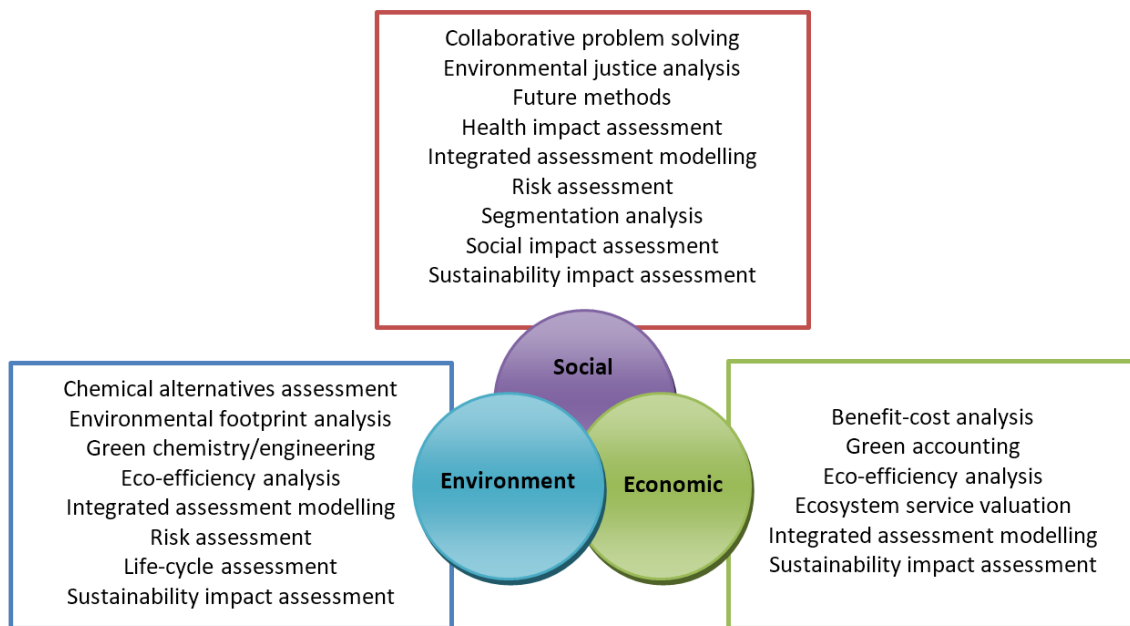 Collaborative problem solving
Environmental justice analysis
Future methods
Health impact assessment
Integrated assessment modelling
Risk assessment
Segmentation analysis
Social impact assessment
Sustainability impact assessment
Social
Environment
Economic
Chemical alternatives assessment
Environmental footprint analysis
Green chemistry/engineering
Eco-efficiency analysis
Integrated assessment modelling
Risk assessment
Life-cycle assessment
Sustainability impact assessment
Benefit-cost analysis
Green accounting
Eco-efficiency analysis
Ecosystem service valuation
Integrated assessment modelling
Sustainability impact assessment